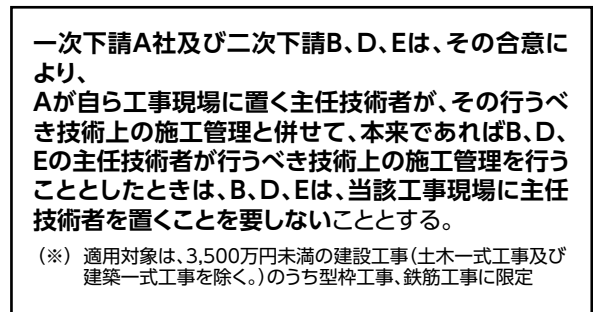 一次下請A社及び二次下請B、D、Eは、その合意に
より、
Aが自ら工事現場に置く主任技術者が、その行うべ
き技術上の施工管理と併せて、本来であればB、D、
Eの主任技術者が行うべき技術上の施工管理を行う
こととしたときは、B、D、Eは、当該工事現場に主任
技術者を置くことを要しないこととする。
（※） 適用対象は、3,500万円未満の建設工事（土木一式工事及び
建築一式工事を除く。）のうち型枠工事、鉄筋工事に限定